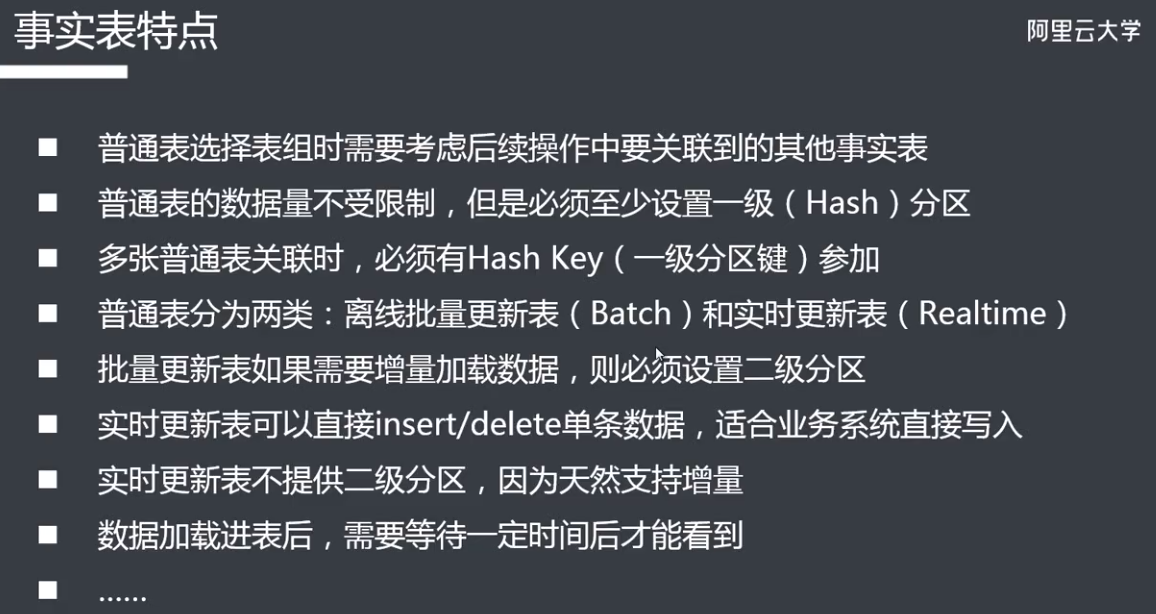 事实表特点
阿里云大学
普通表选择表组时需要考虑后续操作中要关联到的其他事实表
普通表的数据量不受限制，但是必须至少设置一级（Hash）分区
多张普通表关联时，必须有Hash Key（一级分区键）参加
普通表分为两类：离线批量更新表（Batch）和实时更新表（Realtime）
批量更新表如果需要增量加载数据，则必须设置二级分区
实时更新表可以直接insert/delete单条数据，适合业务系统直接写入
实时更新表不提供二级分区，因为天然支持增量
数据加载进表后，需要等待一定时间后才能看到
......